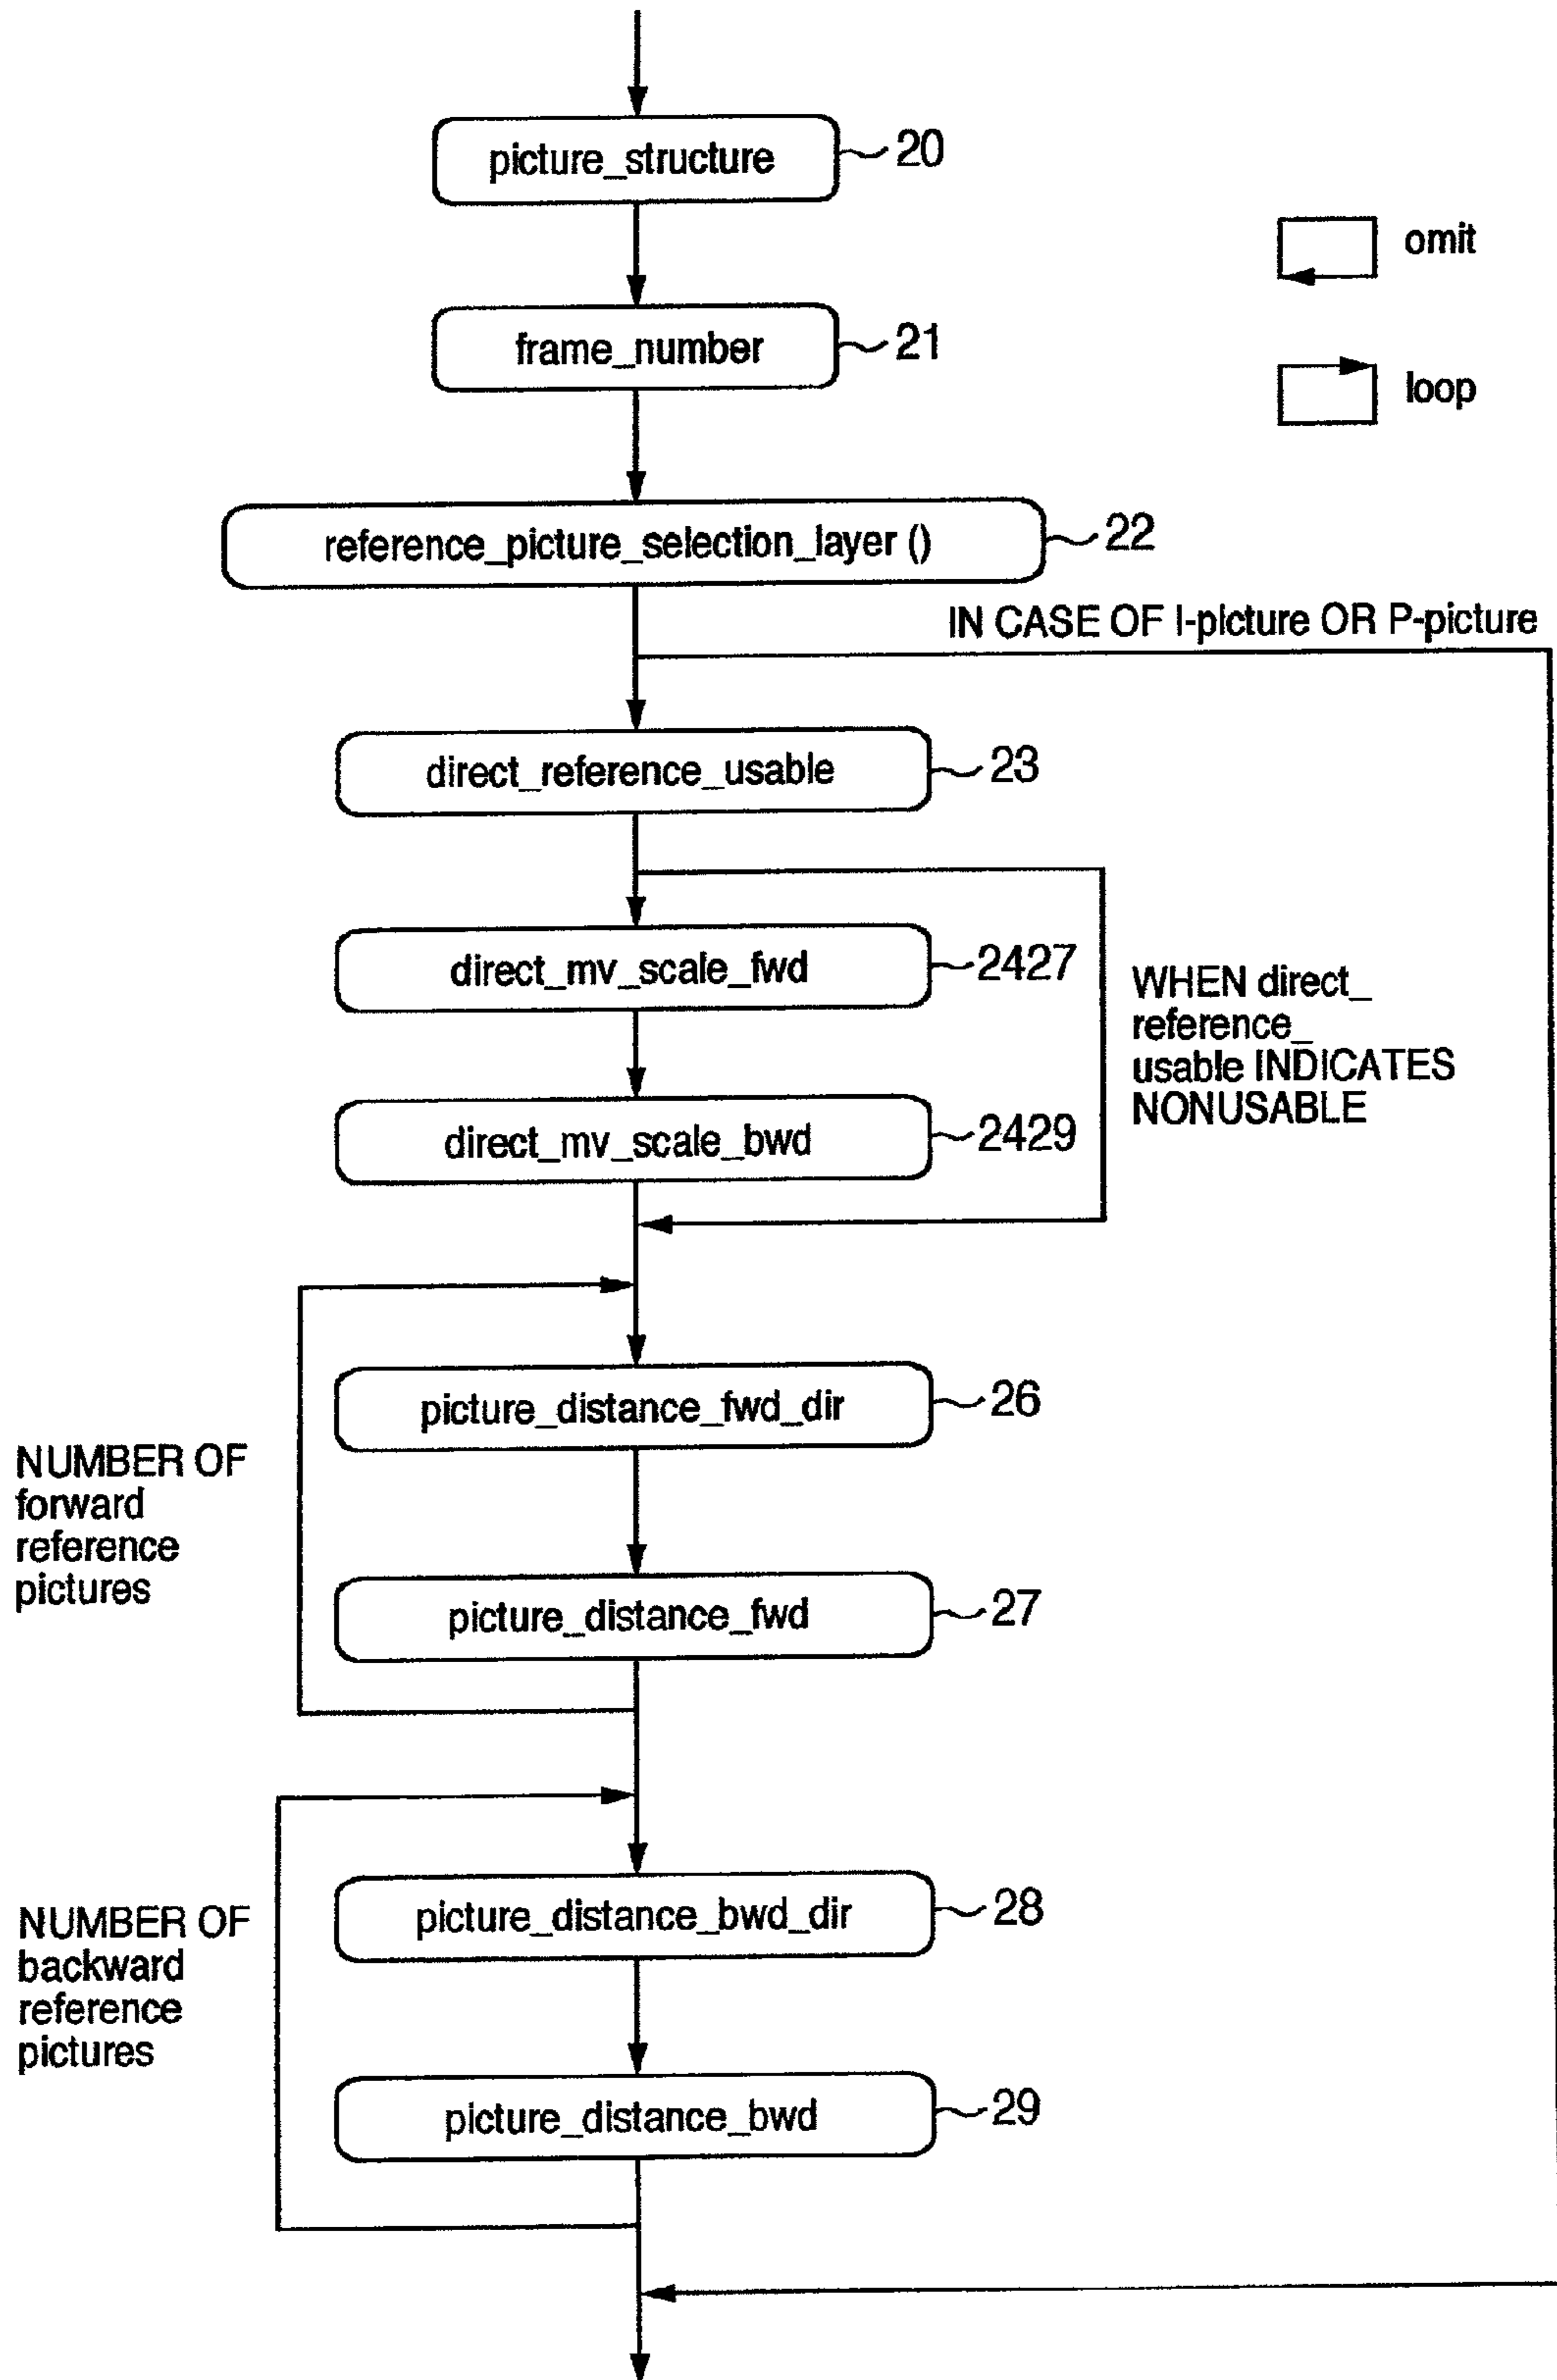 picture_structure
20
omit
frame_number
21
loop
reference_picture_selection_layer ()
22
IN CASE OF I-picture OR P-picture
direct_reference_usable
23
direct_mv_scale_fwd
2427
WHEN direct_
reference_
usable INDICATES
NONUSABLE
direct_mv_scale_bwd
2429
picture_distance_fwd_dir
26
NUMBER OF
forward
reference
pictures
picture_distance_fwd
27
picture_distance_bwd_dir
28
NUMBER OF
backward
reference
pictures
picture_distance_bwd
29